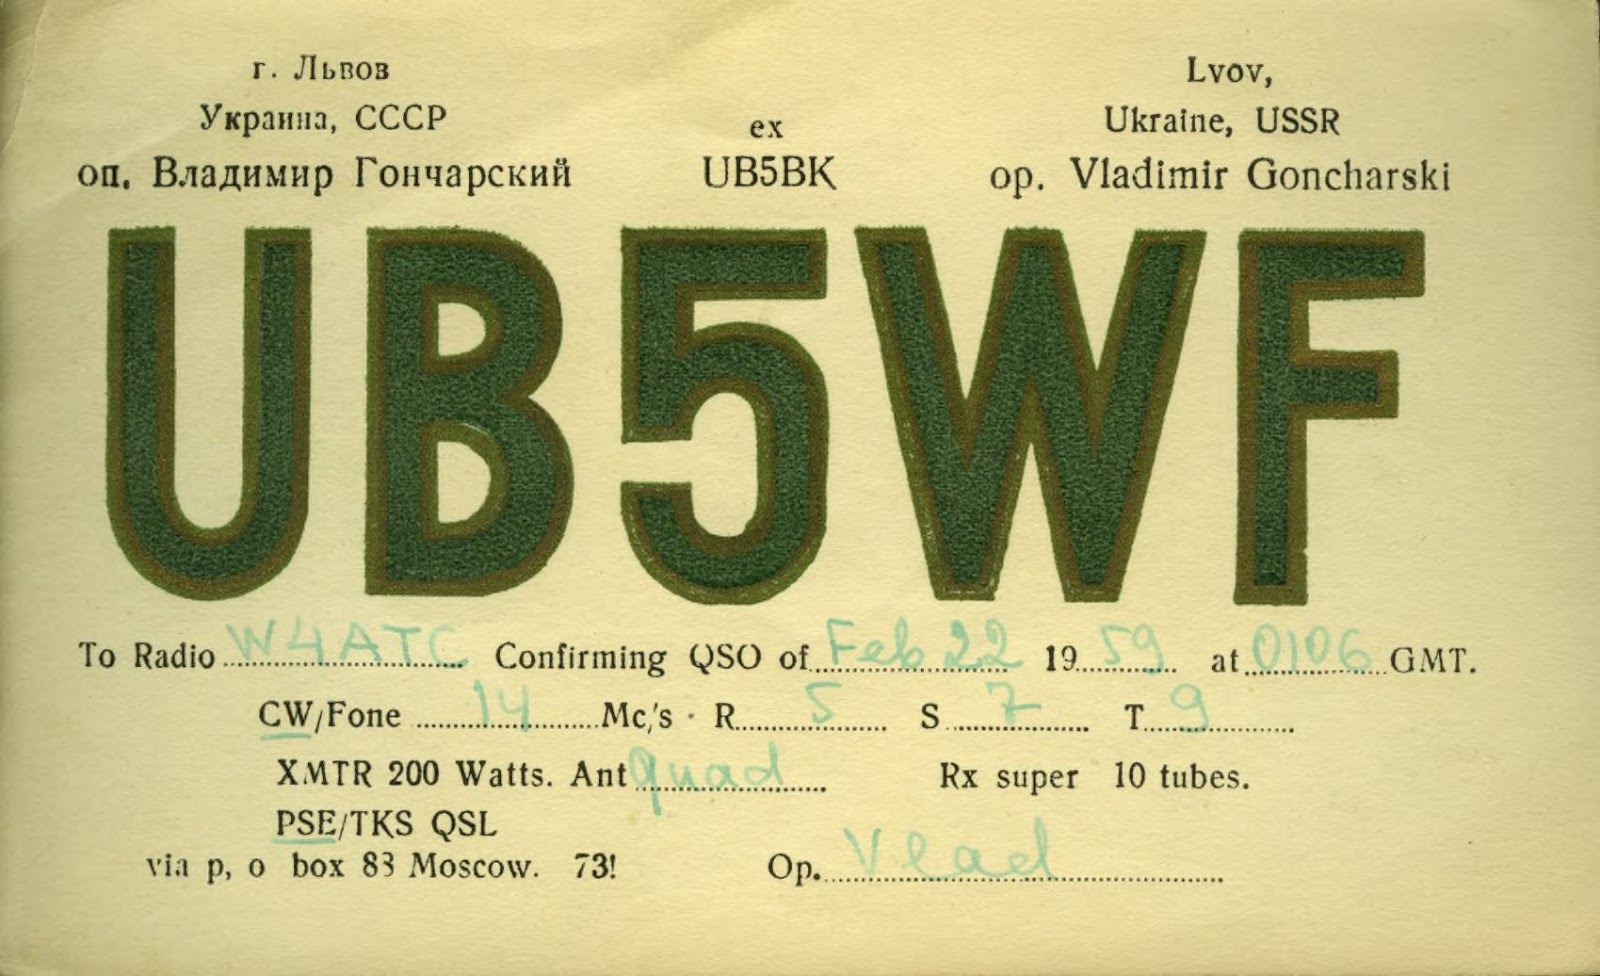 г. Львов
Украина, СССР
оп. Владимир Гончарский
ex
UB5BK
Lvov,
Ukraine, USSR
op. Vladimir Goncharski
UB5WF
To Radio W4ATC Confirming QSO of Feb 22 1959 at 0106 GMT.
CW/Fone 14 Mc/s · R 5 S 7 T 9
XMTR 200 Watts. Ant quad Rx super 10 tubes.
PSE/TKS QSL
via p, o box 88 Moscow. 73!
Op. Vlad